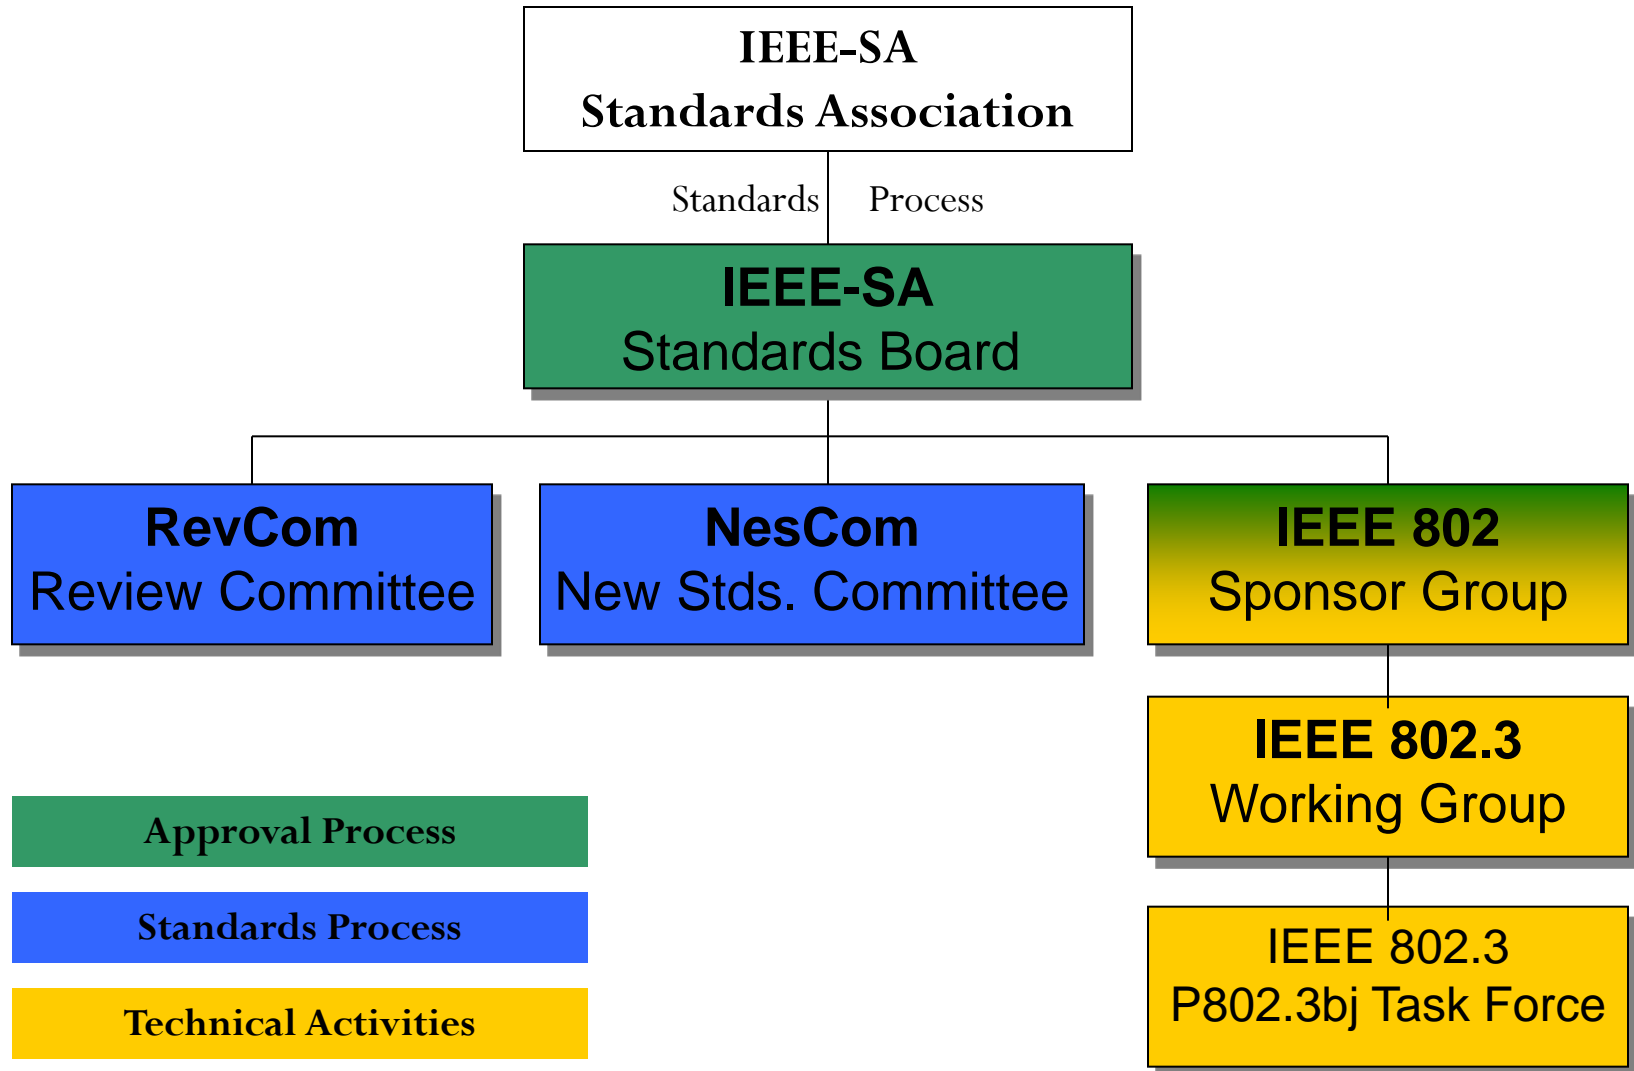 IEEE-SA
Standards Association
Standards Process
IEEE-SA
Standards Board
RevCom
Review Committee
NesCom
New Stds. Committee
IEEE 802
Sponsor Group
IEEE 802.3
Working Group
IEEE 802.3
P802.3bj Task Force
Approval Process
Standards Process
Technical Activities